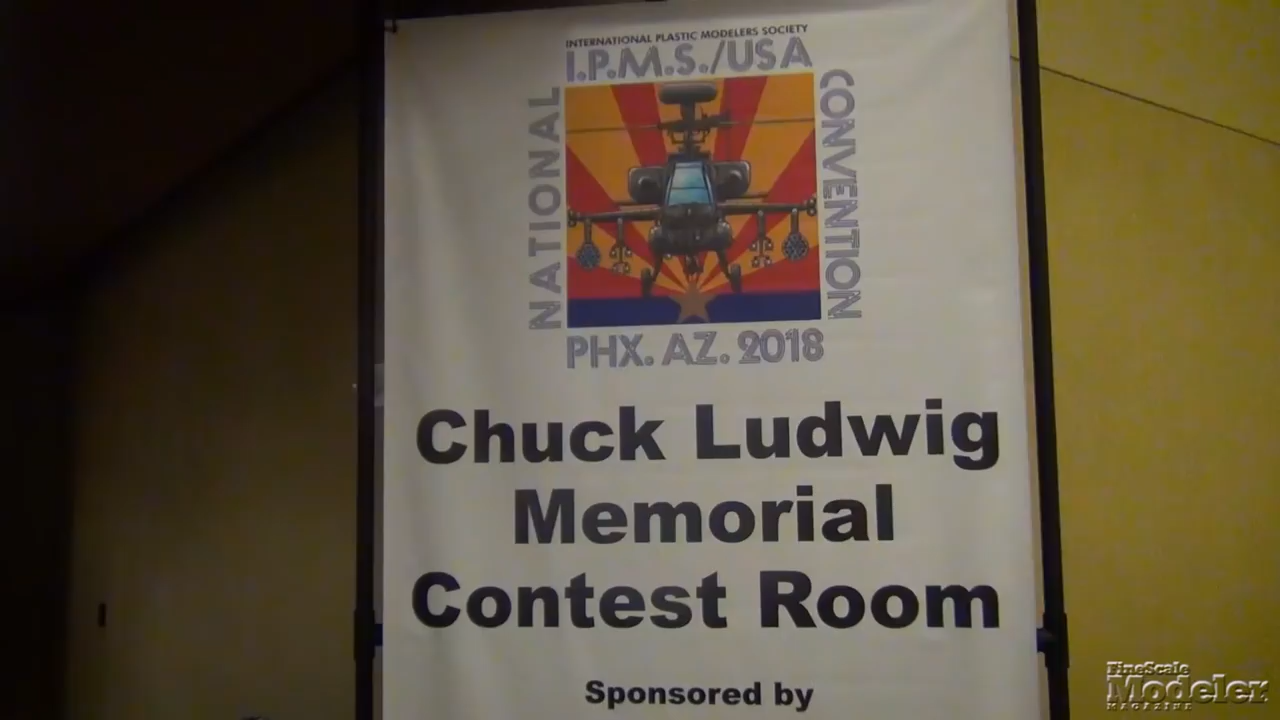 INTERNATIONAL PLASTIC MODELERS SOCIETY
I.P.M.S./USA
NATIONAL
CONVENTION
PHX. AZ. 2018
Chuck Ludwig
Memorial
Contest Room
Sponsored by
FineScale
Modeler
MAGAZINE